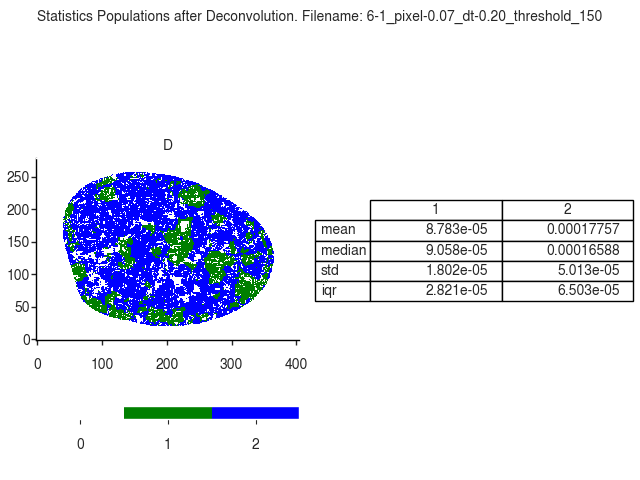 Statistics Populations after Deconvolution. Filename: 6-1_pixel-0.07_dt-0.20_threshold_150
D
250
200
150
100
50
0
0 100 200 300 400
0 1 2
1 2
mean 8.783e-05 0.00017757
median 9.058e-05 0.00016588
std 1.802e-05 5.013e-05
iqr 2.821e-05 6.503e-05